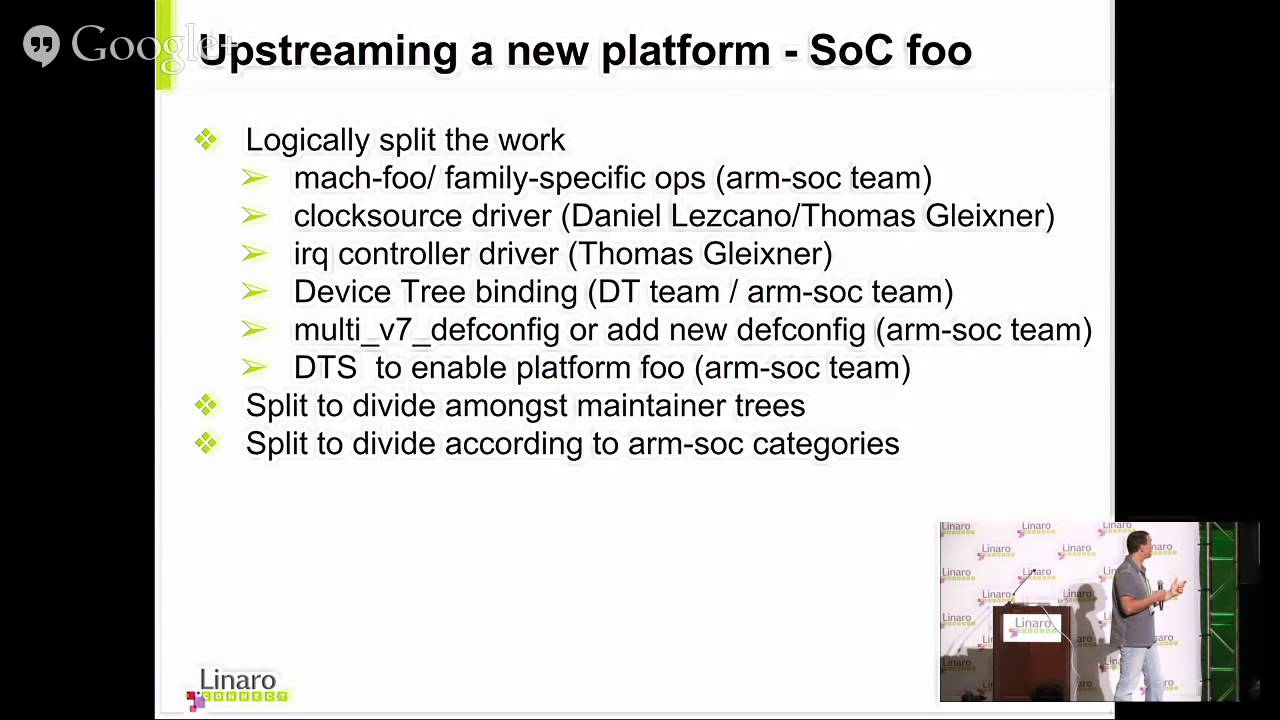 Google+
Upstreaming a new platform - SoC foo
Logically split the work
mach-foo/ family-specific ops (arm-soc team)
clocksource driver (Daniel Lezcano/Thomas Gleixner)
irq controller driver (Thomas Gleixner)
Device Tree binding (DT team / arm-soc team)
multi_v7_defconfig or add new defconfig (arm-soc team)
DTS to enable platform foo (arm-soc team)
Split to divide amongst maintainer trees
Split to divide according to arm-soc categories
Linaro
CONNECT
Linaro Linaro Linaro
Linaro Linaro Linaro
Linaro
Linaro
Linaro
Linaro
Linaro